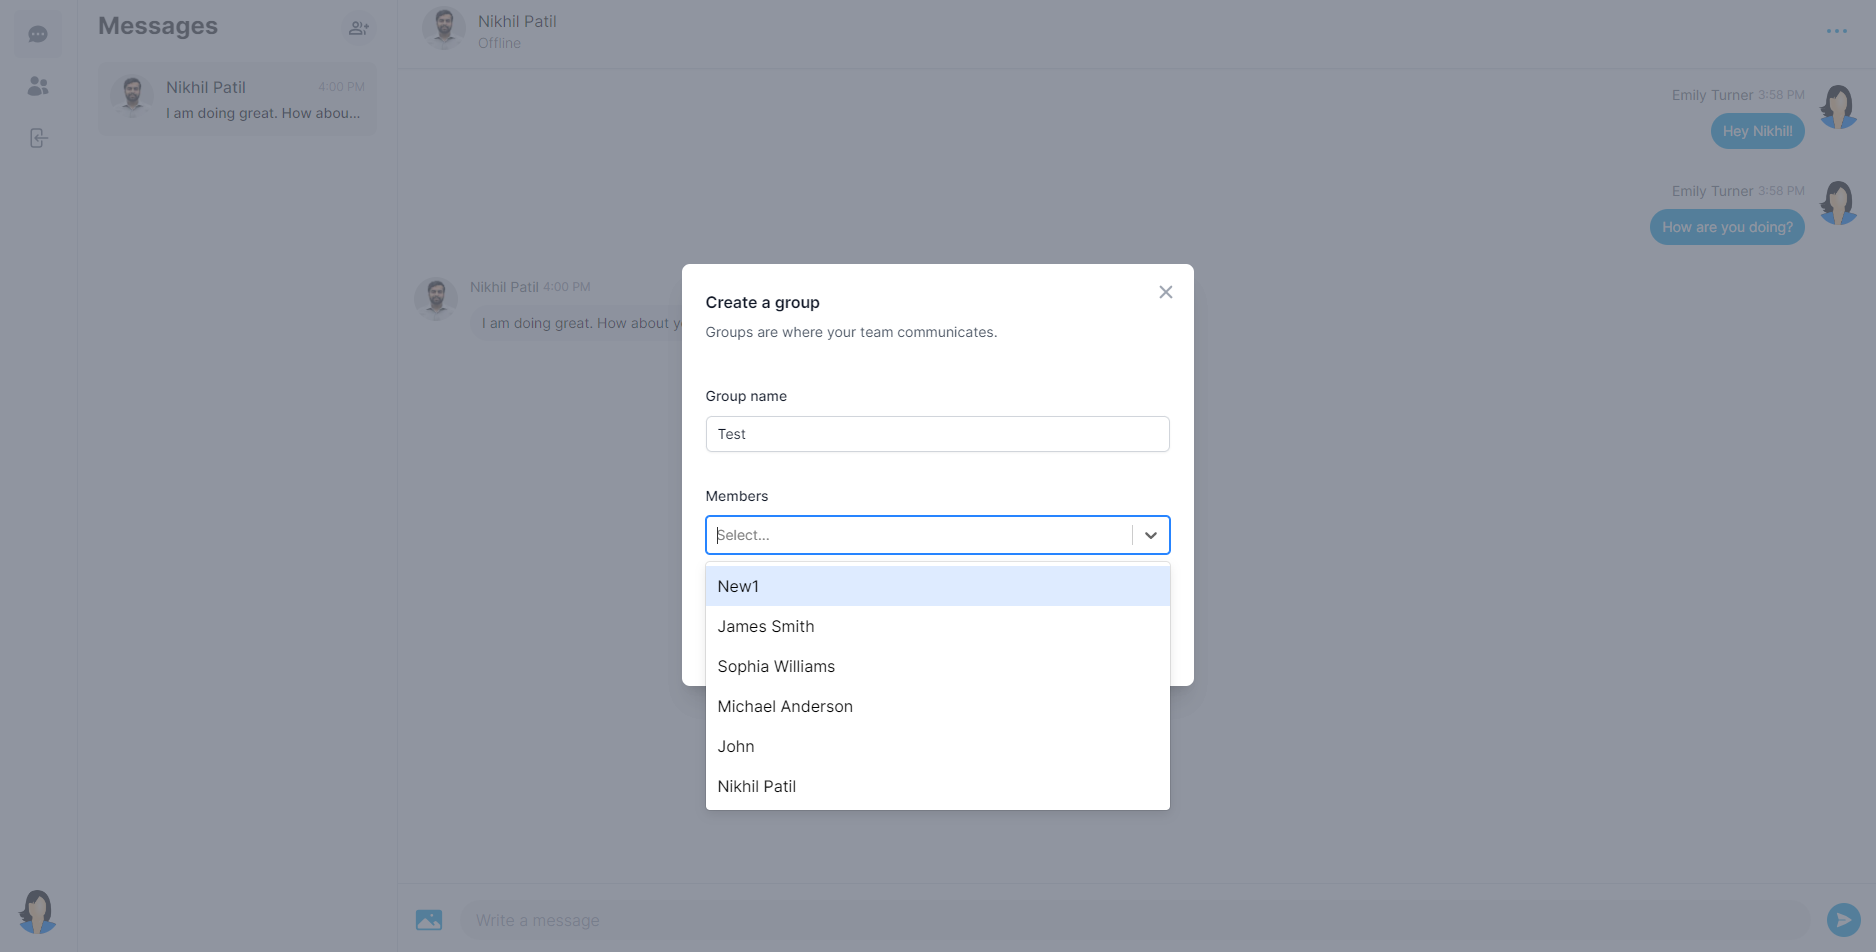 Messages
Nikhil Patil 4:00 PM
I am doing great. How abou...
Nikhil Patil
Offline
Emily Turner 3:58 PM
Hey Nikhil!
Emily Turner 3:58 PM
How are you doing?
Nikhil Patil 4:00 PM
I am doing great. How about y
Create a group
Groups are where your team communicates.
Group name
Test
Members
Select...
New1
James Smith
Sophia Williams
Michael Anderson
John
Nikhil Patil
Write a message